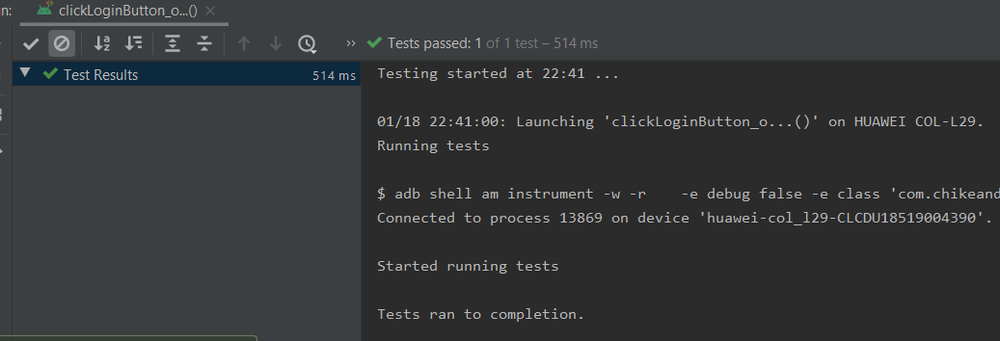 n: clickLoginButton_o...() ×
» Tests passed: 1 of 1 test – 514 ms
Test Results 514 ms
Testing started at 22:41 ...
01/18 22:41:00: Launching 'clickLoginButton_o...()' on HUAWEI COL-L29.
Running tests
$ adb shell am instrument -w -r    -e debug false -e class 'com.chikeand
Connected to process 13869 on device 'huawei-col_l29-CLCDU18519004390'.
Started running tests
Tests ran to completion.